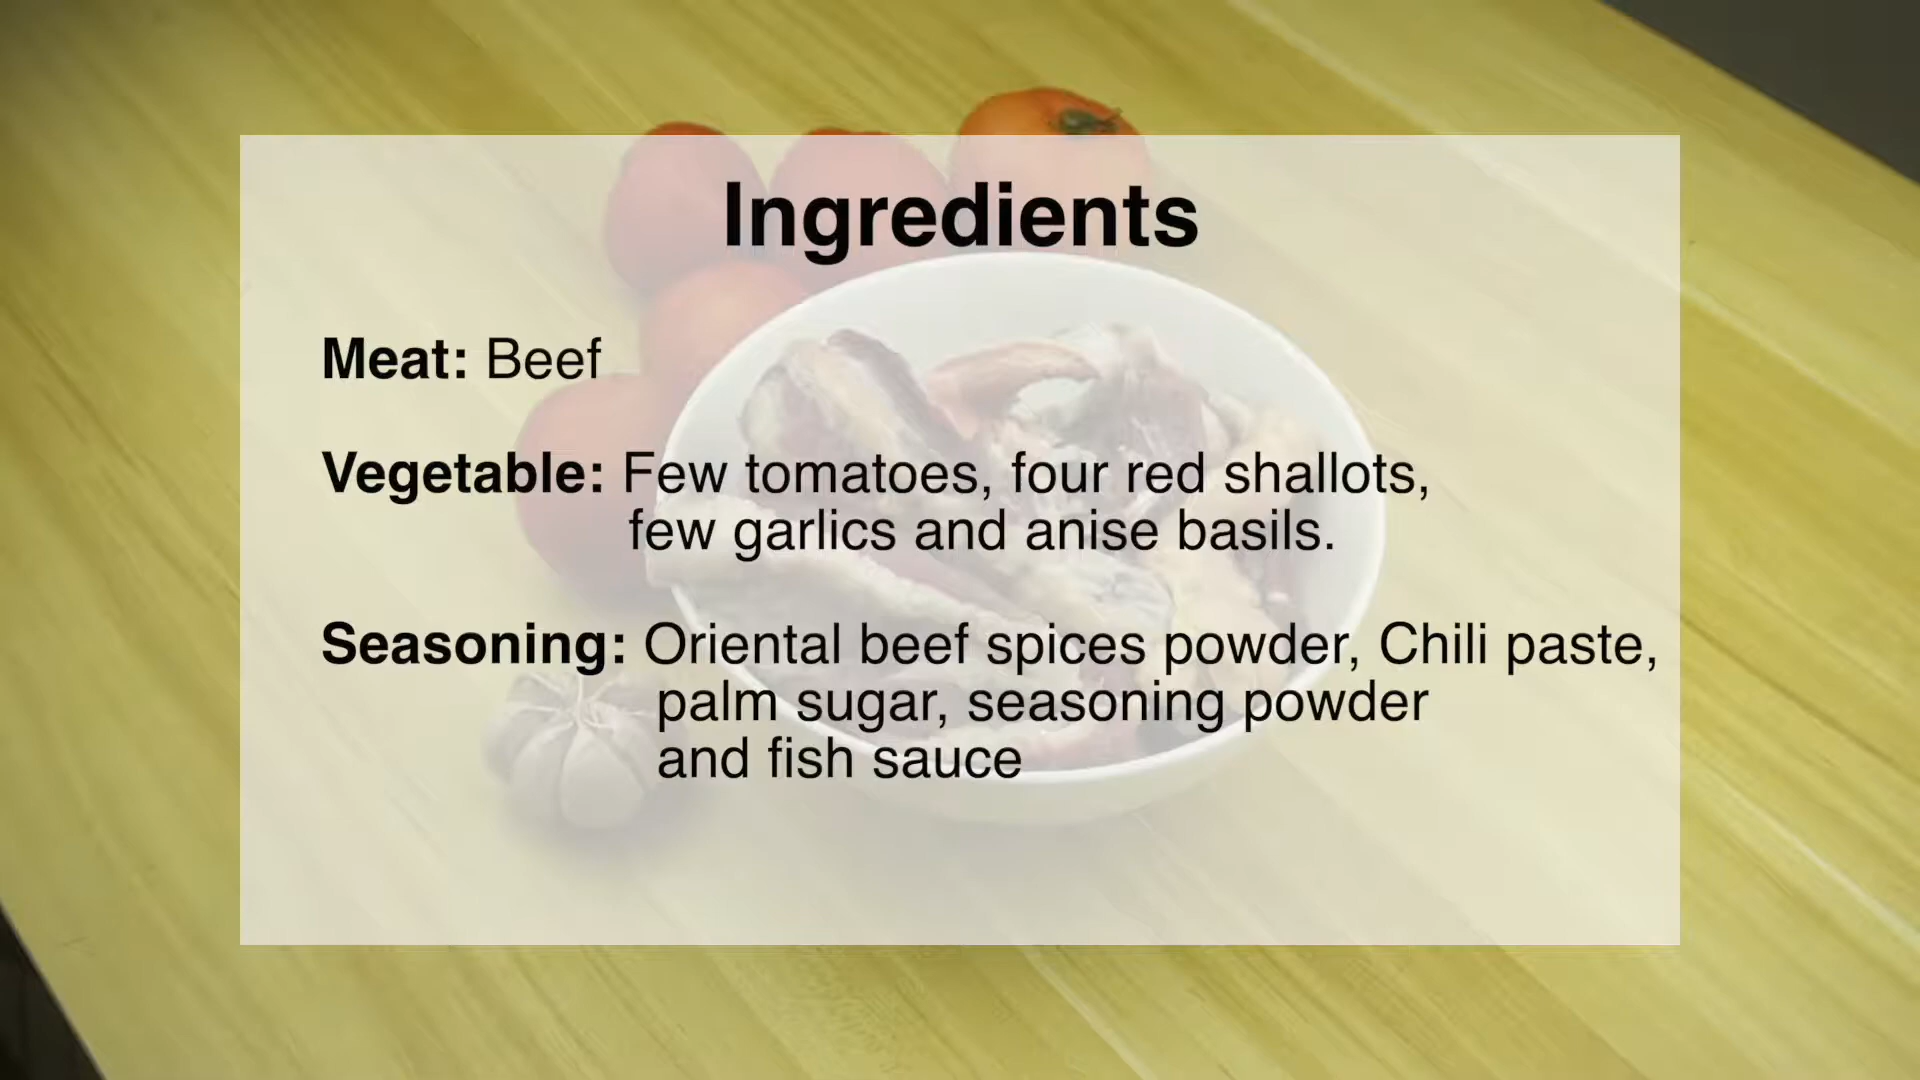 Ingredients
Meat: Beef
Vegetable: Few tomatoes, four red shallots,
few garlics and anise basils.
Seasoning: Oriental beef spices powder, Chili paste,
palm sugar, seasoning powder
and fish sauce